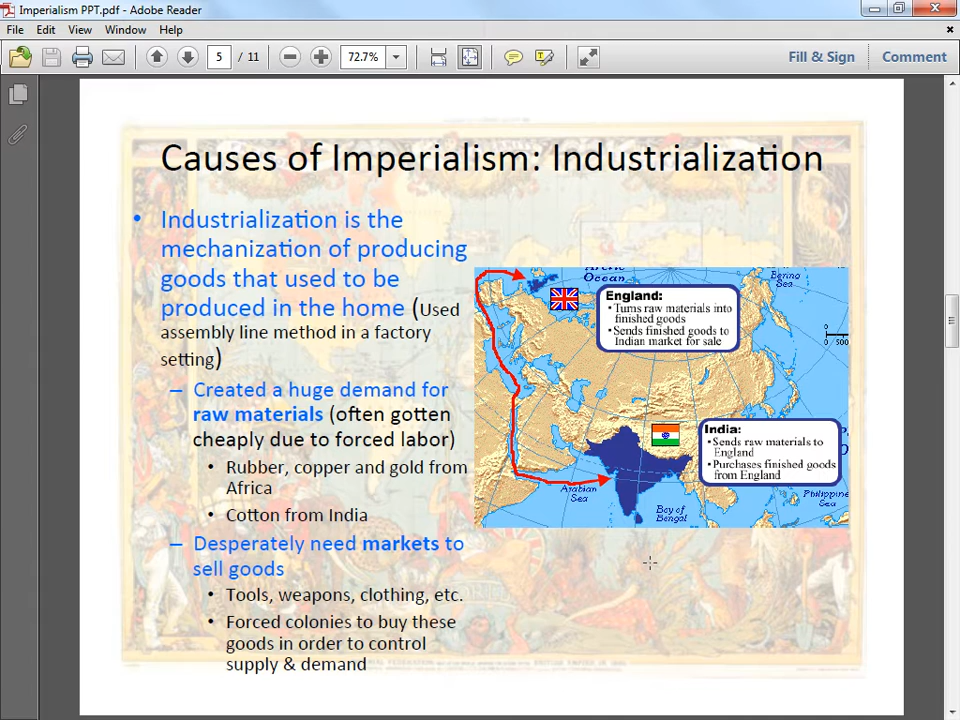 Imperialism PPT.pdf - Adobe Reader
File Edit View Window Help
5 / 11 72.7% Fill & Sign Comment
Causes of Imperialism: Industrialization
• Industrialization is the
mechanization of producing
goods that used to be
produced in the home (Used
assembly line method in a factory
setting)
– Created a huge demand for
raw materials (often gotten
cheaply due to forced labor)
• Rubber, copper and gold from
Africa
• Cotton from India
– Desperately need markets to
sell goods
• Tools, weapons, clothing, etc.
• Forced colonies to buy these
goods in order to control
supply & demand
Arctic
Ocean
Bering
Sea
England:
•Turns raw materials into
finished goods
•Sends finished goods to
Indian market for sale
0 500
India:
•Sends raw materials to
England
•Purchases finished goods
from England
Arabian
Sea
Bay of
Bengal
Philippine
Sea